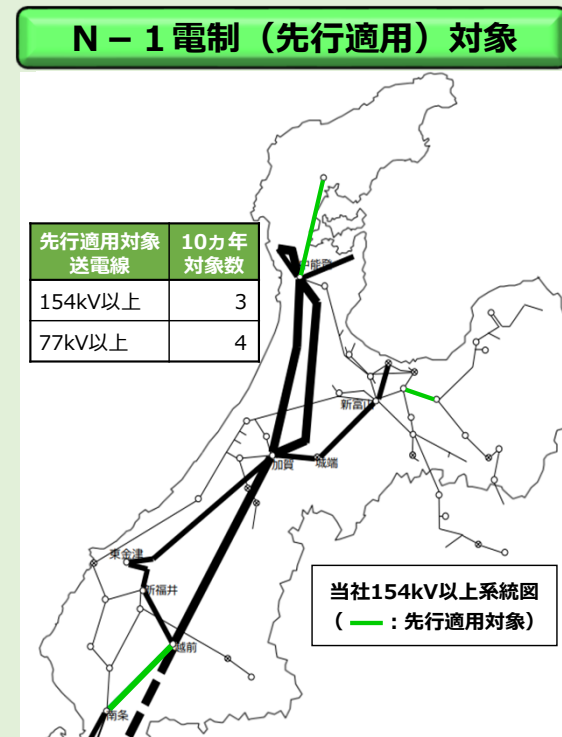 N－1電制（先行適用）対象
先行適用対象
送電線
10カ年
対象数
154kV以上
3
77kV以上
4
中能登
新富山
加賀
城端
東金津
新福井
越前
南条
当社154kV以上系統図
（ ：先行適用対象）